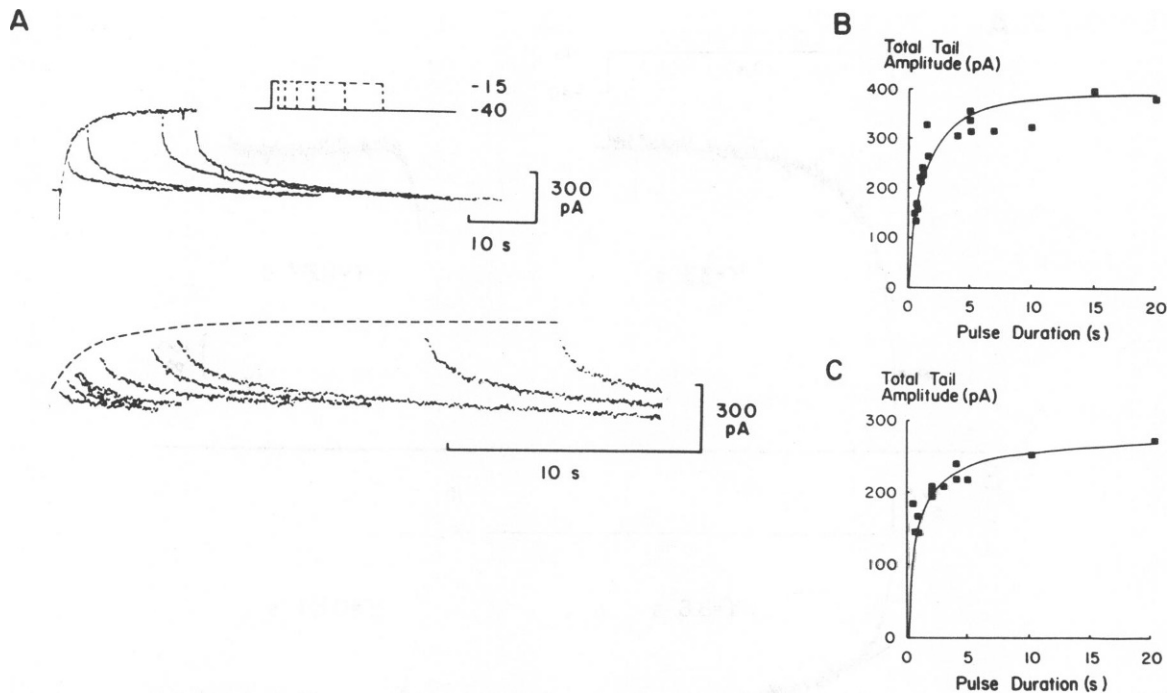 A
-15
-40
300
pA
10 s
300
pA
10 s
B
Total Tail
Amplitude (pA)
400
300
200
100
0
0 5 10 15 20
Pulse Duration (s)
C
Total Tail
Amplitude (pA)
300
200
100
0
0 5 10 15 20
Pulse Duration (s)